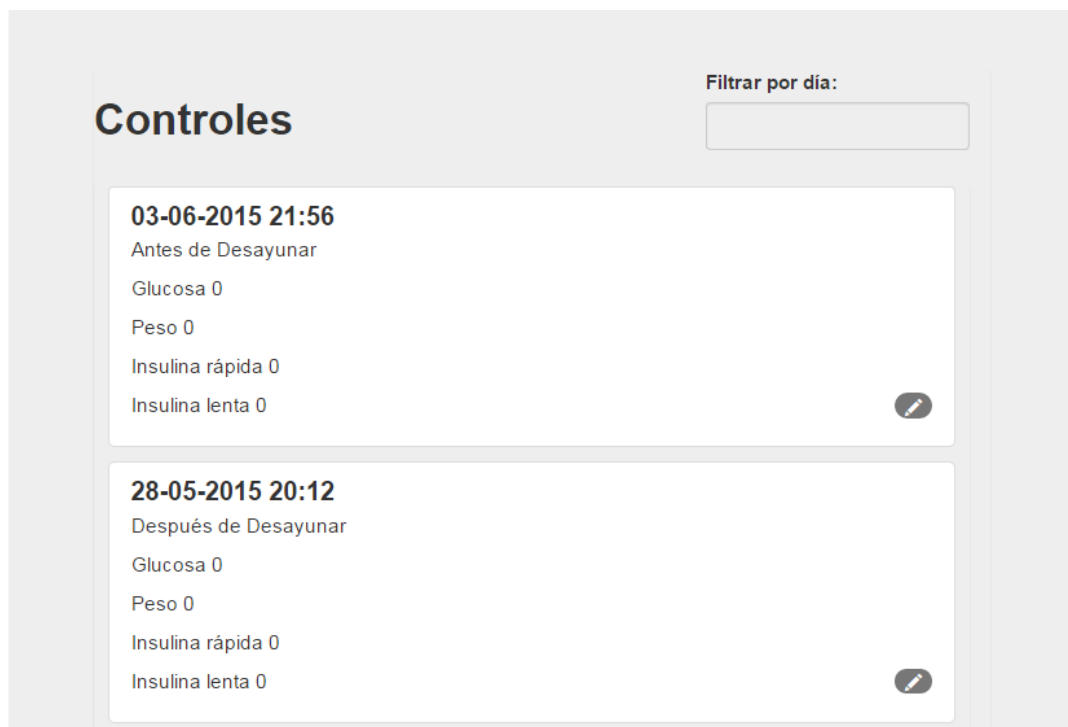 Filtrar por día:
Controles
03-06-2015 21:56
Antes de Desayunar
Glucosa 0
Peso 0
Insulina rápida 0
Insulina lenta 0
28-05-2015 20:12
Después de Desayunar
Glucosa 0
Peso 0
Insulina rápida 0
Insulina lenta 0